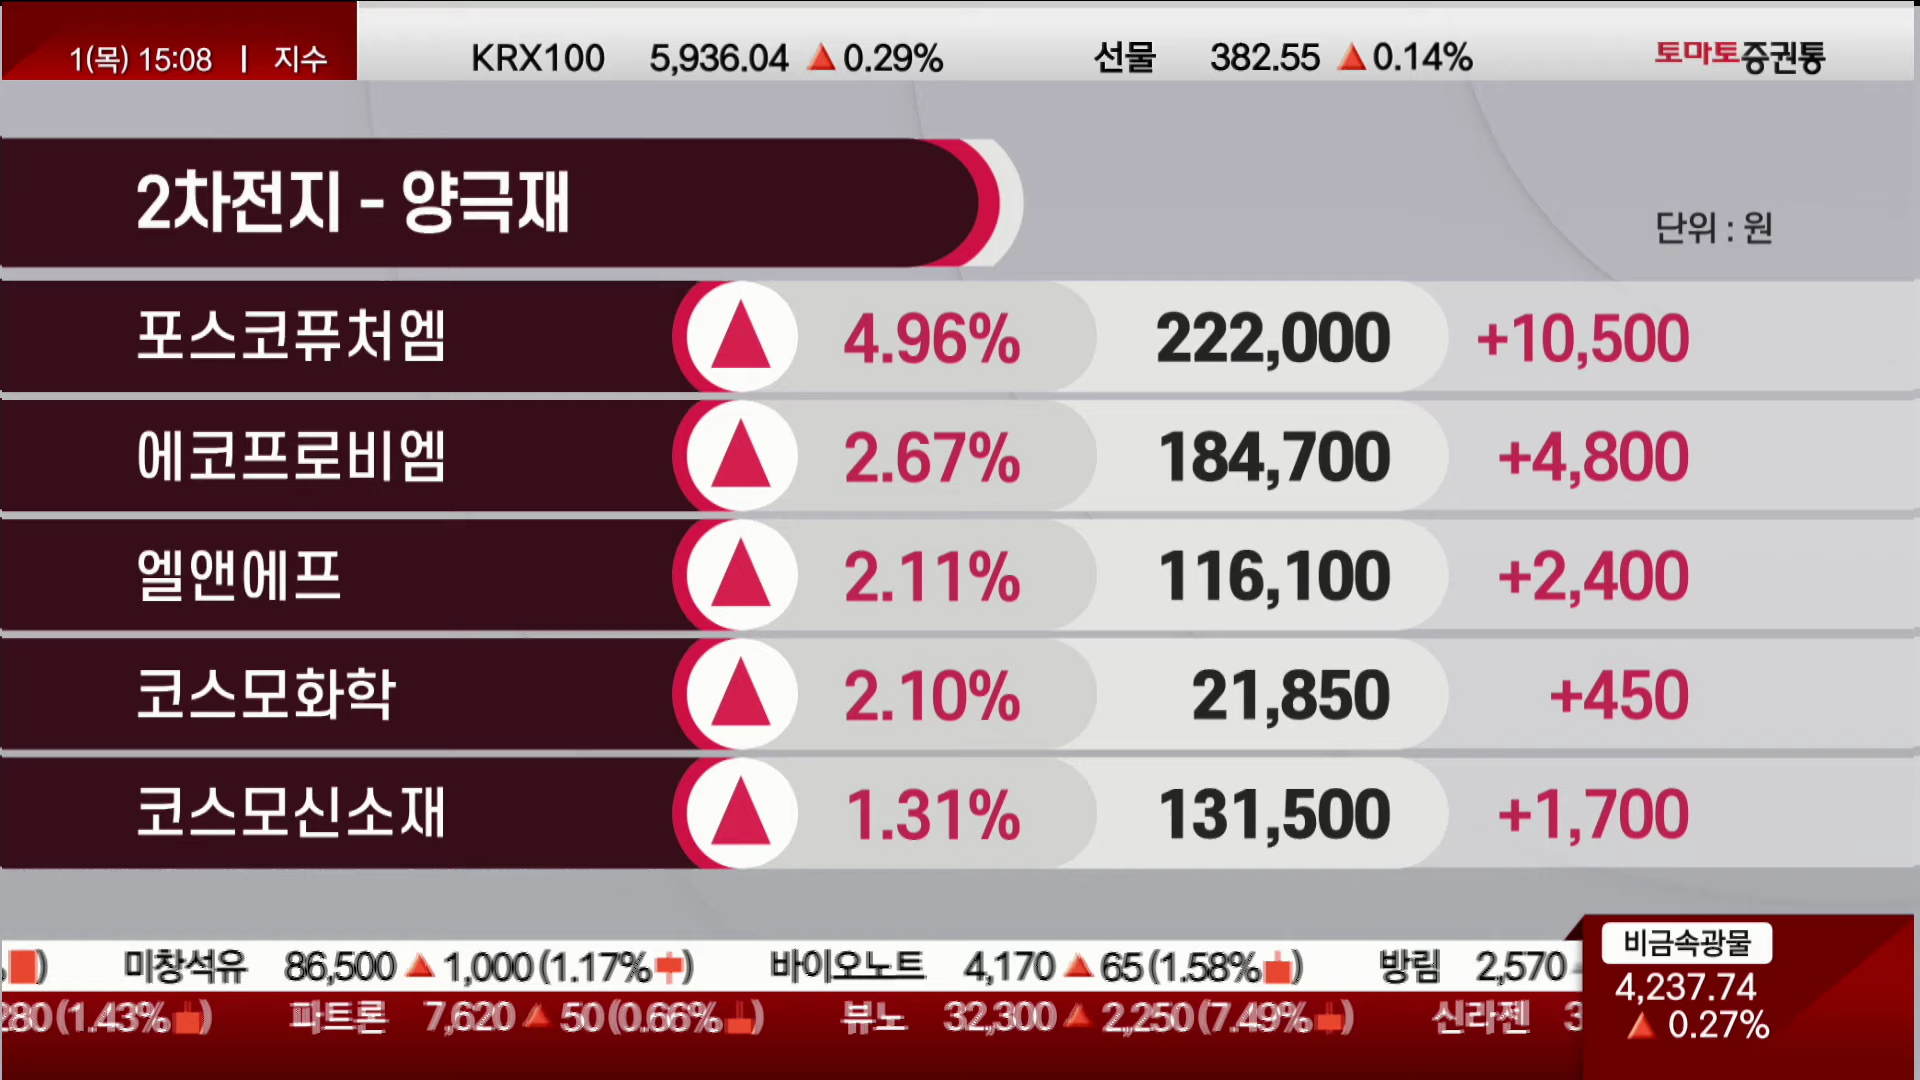 1(목) 15:08 | 지수 KRX100 5,936.04 ▲ 0.29% 선물 382.55 ▲ 0.14% 토마토증권통
2차전지 - 양극재
단위 : 원
포스코퓨처엠 ▲ 4.96% 222,000 +10,500
에코프로비엠 ▲ 2.67% 184,700 +4,800
엘앤에프 ▲ 2.11% 116,100 +2,400
코스모화학 ▲ 2.10% 21,850 +450
코스모신소재 ▲ 1.31% 131,500 +1,700
) 미창석유 86,500 ▲ 1,000 (1.17%) 바이오노트 4,170 ▲ 65 (1.58%) 방림 2,570
280 (1.43%) 파트론 7,620 ▲ 50 (0.66%) 뷰노 32,300 ▲ 2,250 (7.49%) 신라젠
비금속광물
4,237.74
▲ 0.27%